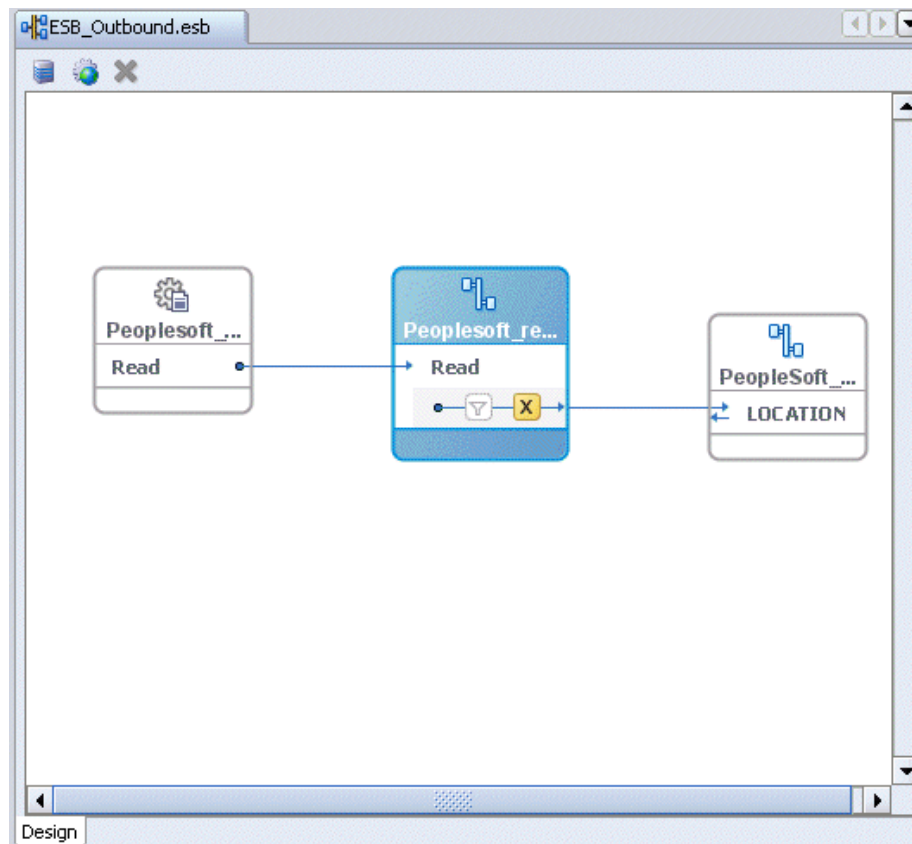 ESB_Outbound.esb
Peoplesoft_...
Read
Peoplesoft_re...
Read
X
PeopleSoft_...
LOCATION
Design